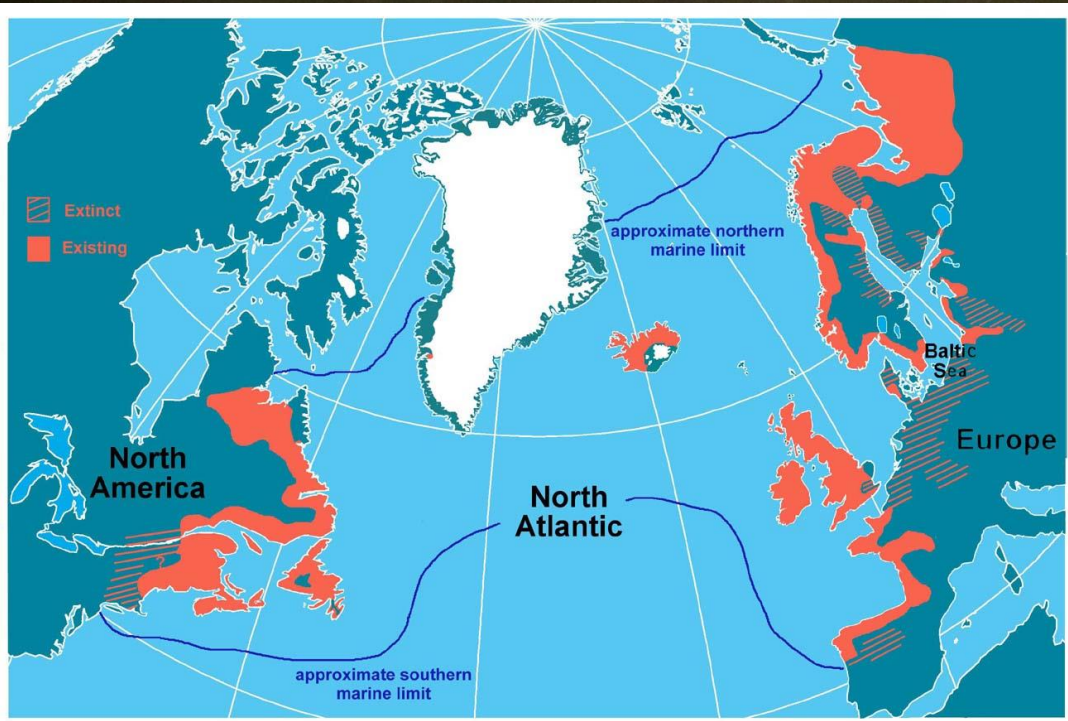 Extinct
Existing
approximate northern
marine limit
Baltic
Sea
Europe
North
America
North
Atlantic
approximate southern
marine limit